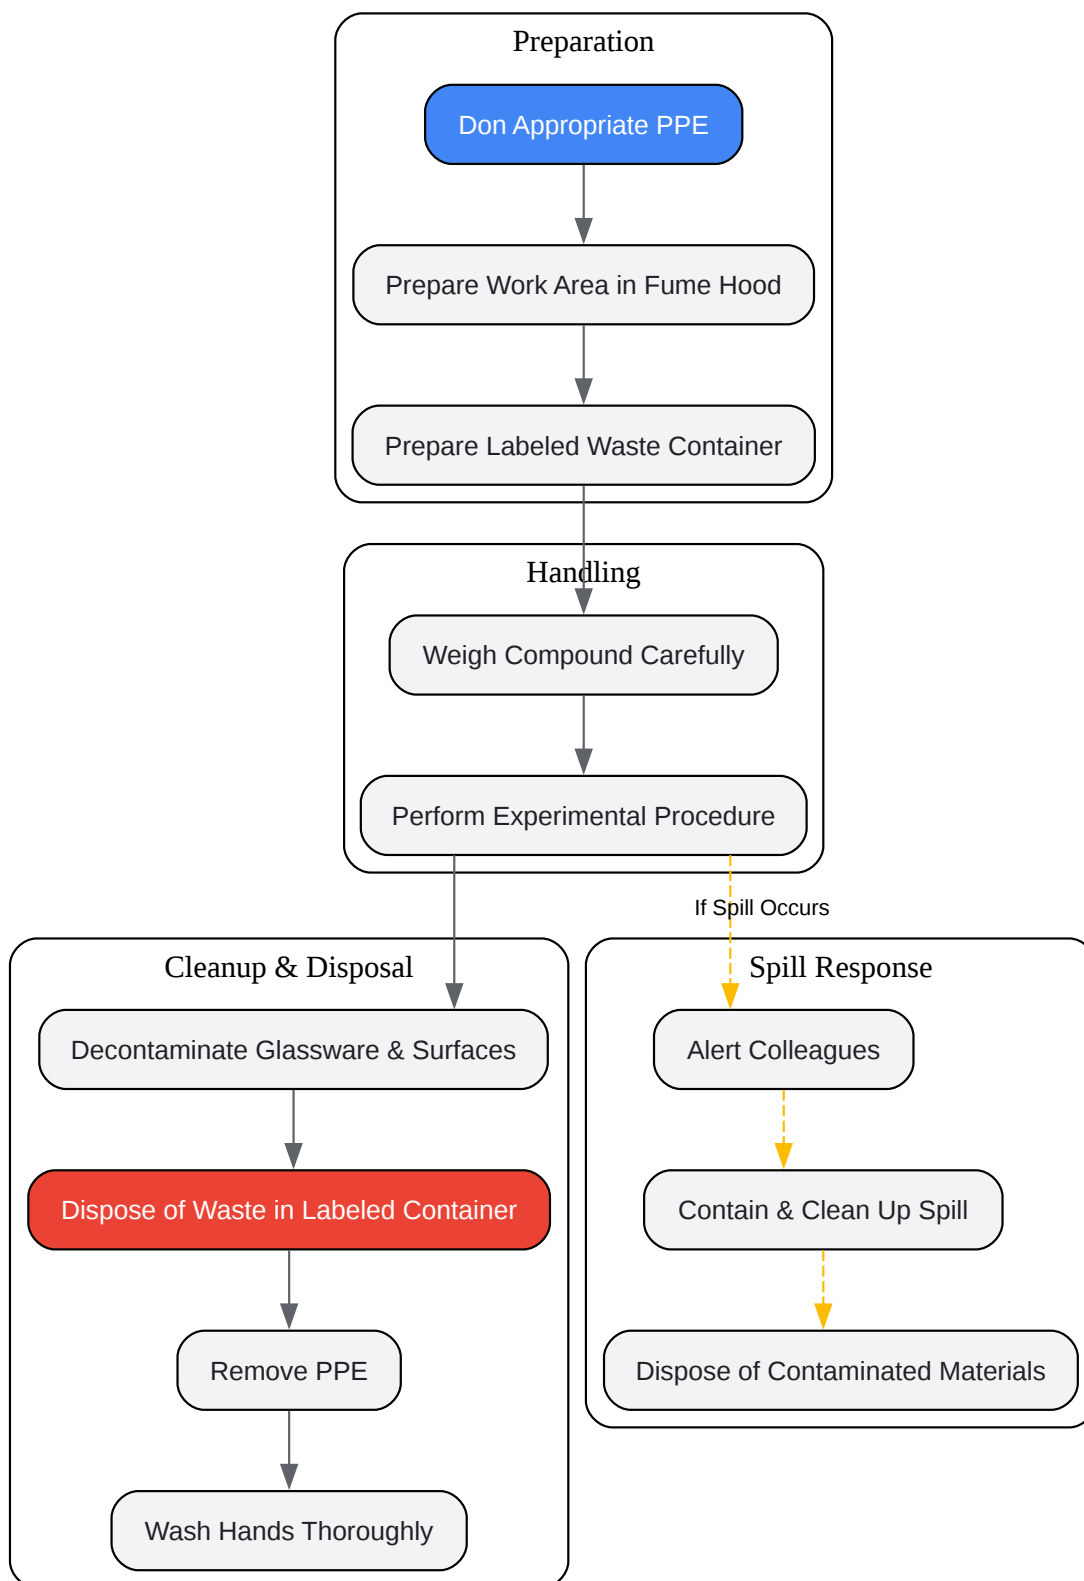 Preparation
Don Appropriate PPE
Prepare Work Area in Fume Hood
Prepare Labeled Waste Container
Handling
Weigh Compound Carefully
Perform Experimental Procedure
If Spill Occurs
Cleanup & Disposal
Decontaminate Glassware & Surfaces
Dispose of Waste in Labeled Container
Remove PPE
Wash Hands Thoroughly
Spill Response
Alert Colleagues
Contain & Clean Up Spill
Dispose of Contaminated Materials